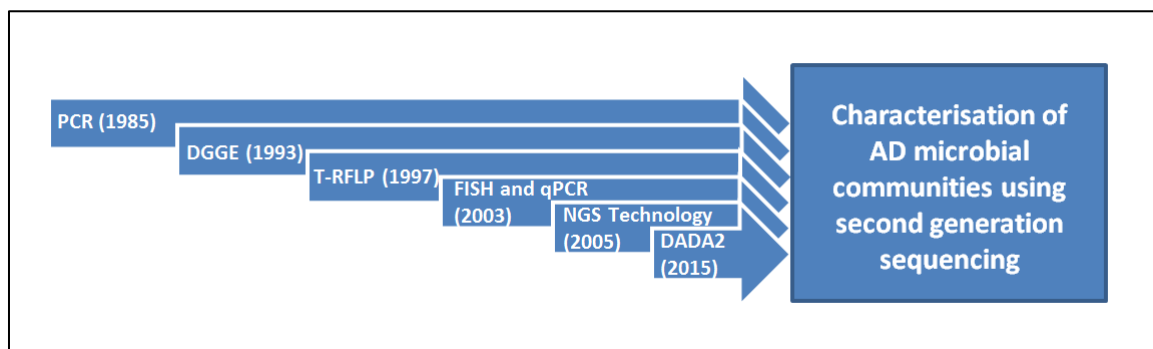 PCR (1985)
DGGE (1993)
T-RFLP (1997)
FISH and qPCR
(2003)
NGS Technology
(2005)
DADA2
(2015)
Characterisation of
AD microbial
communities using
second generation
sequencing